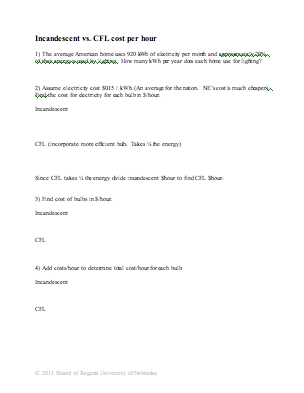 Incandescent vs. CFL cost per hour
1) The average American home uses 920 kWh of electricity per month and approximately 20%
of that energy is used by lighting. How many kWh per year does each home use for lighting?
2) Assume electricity cost $015 / kWh (An average for the nation. NE's cost is much cheaper),
Find the cost for electricity for each bulb in $/hour.
Incandescent
CFL (incorporate more efficient bulb. Takes ¼ the energy)
Since CFL takes ¼ the energy divide incandescent $/hour to find CFL $/hour.
3) Find cost of bulbs in $/hour.
Incandescent
CFL
4) Add costs/hour to determine total cost/hour for each bulb
Incandescent
CFL
© 2011 Board of Regents University of Nebraska